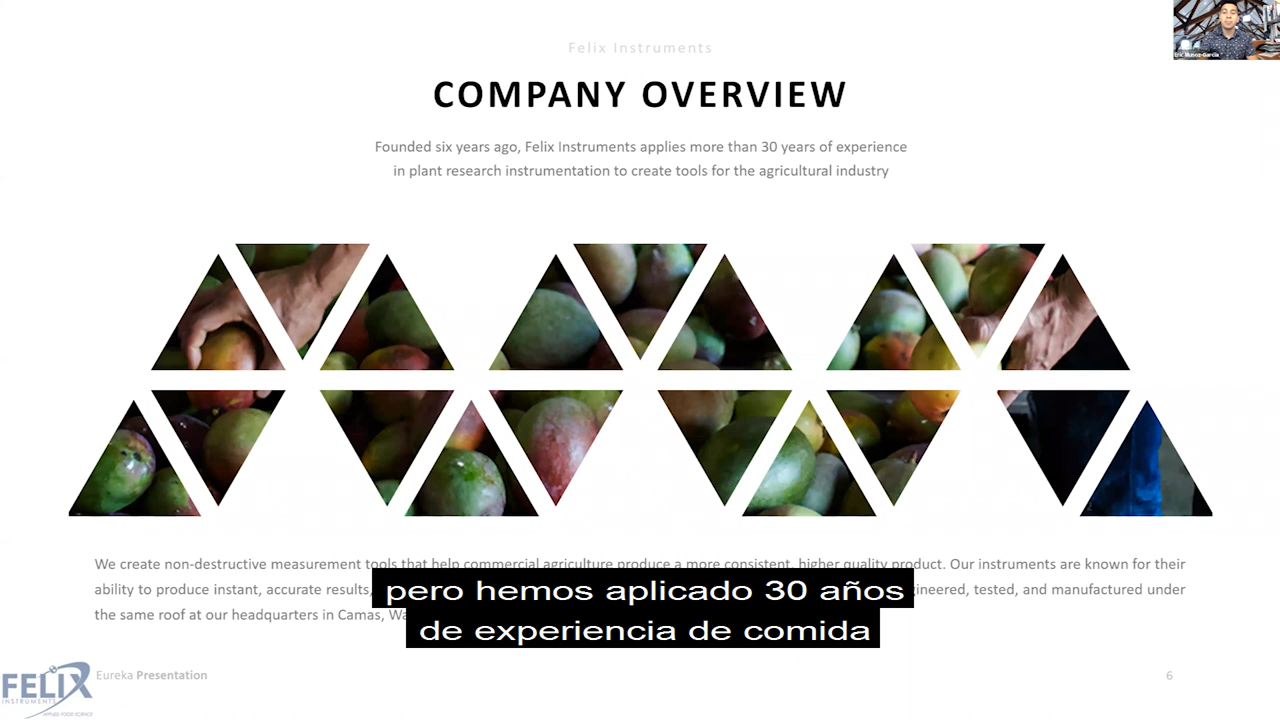 Felix Instruments
COMPANY OVERVIEW
Founded six years ago, Felix Instruments applies more than 30 years of experience
in plant research instrumentation to create tools for the agricultural industry
We create non-destructive measurement tools that help commercial agriculture produce a more consistent, higher quality product. Our instruments are known for their
ability to produce instant, accurate results, gineered, tested, and manufactured under
the same roof at our headquarters in Camas, Wa
pero hemos aplicado 30 años
de experiencia de comida
FELIX
INSTRUMENTS
APPLIED FOOD SCIENCE
Eureka Presentation
6